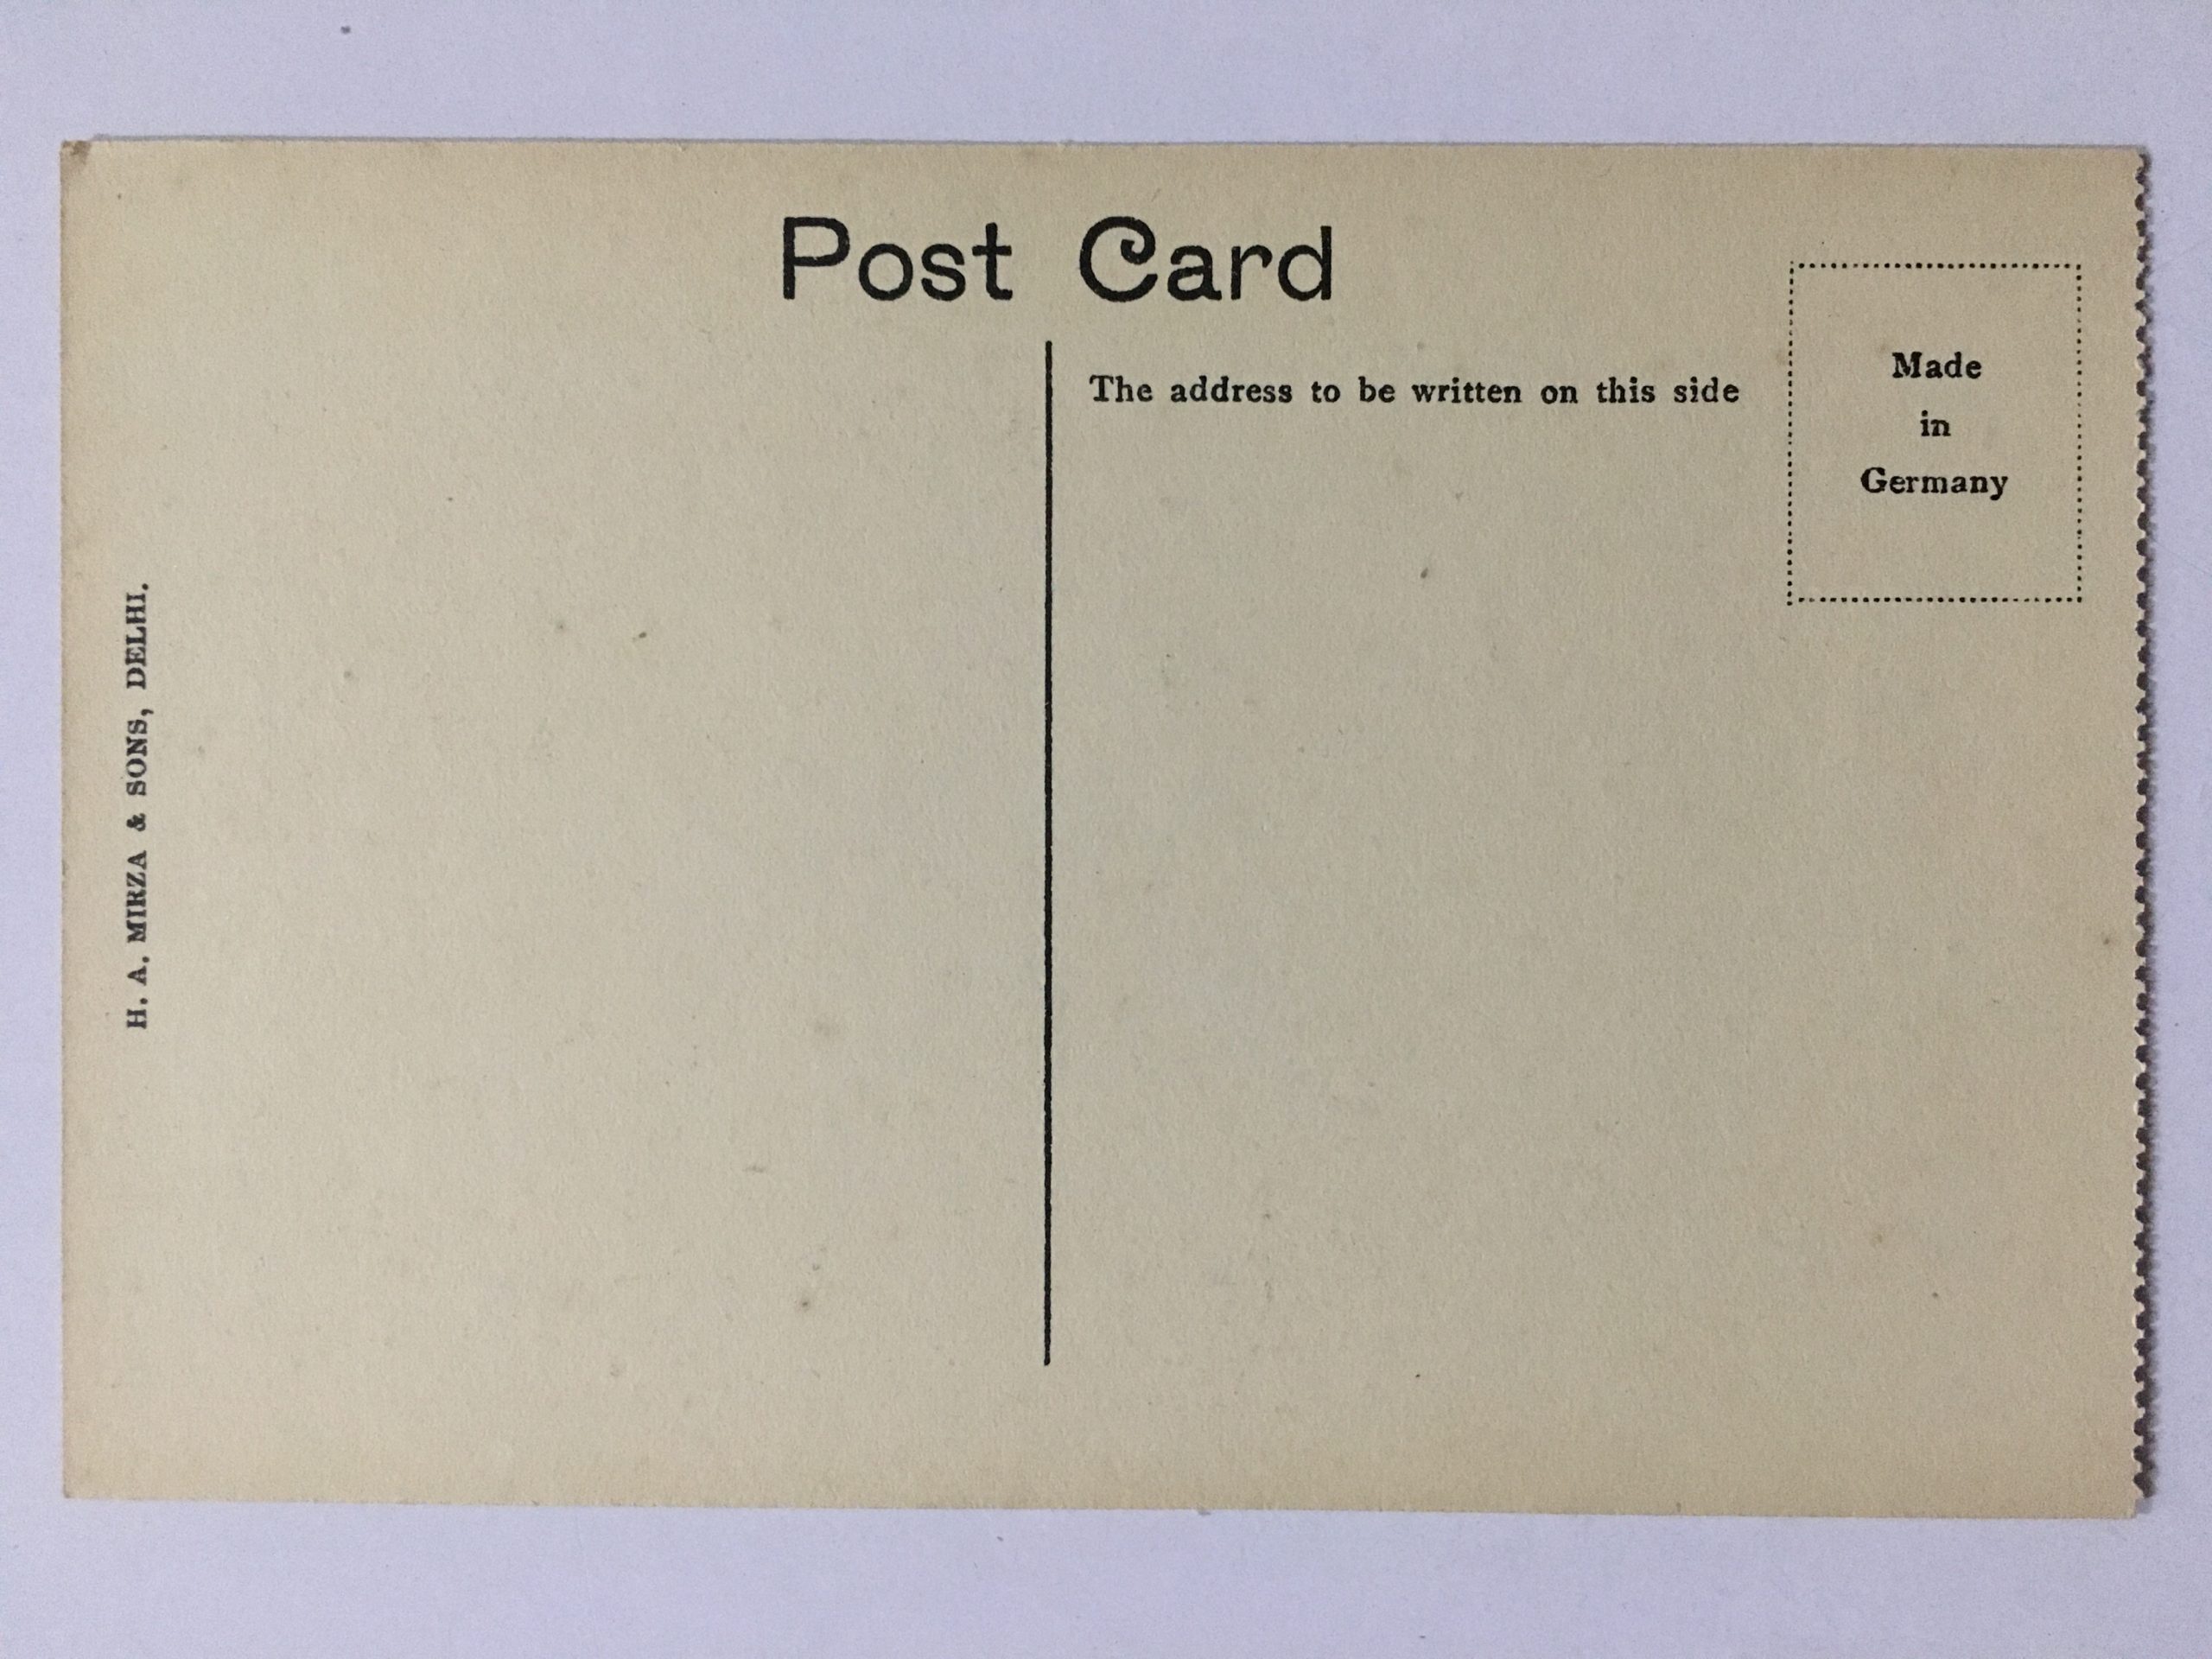 Post Card
The address to be written on this side
Made
in
Germany
H. A. MIRZA & SONS, DELHI.